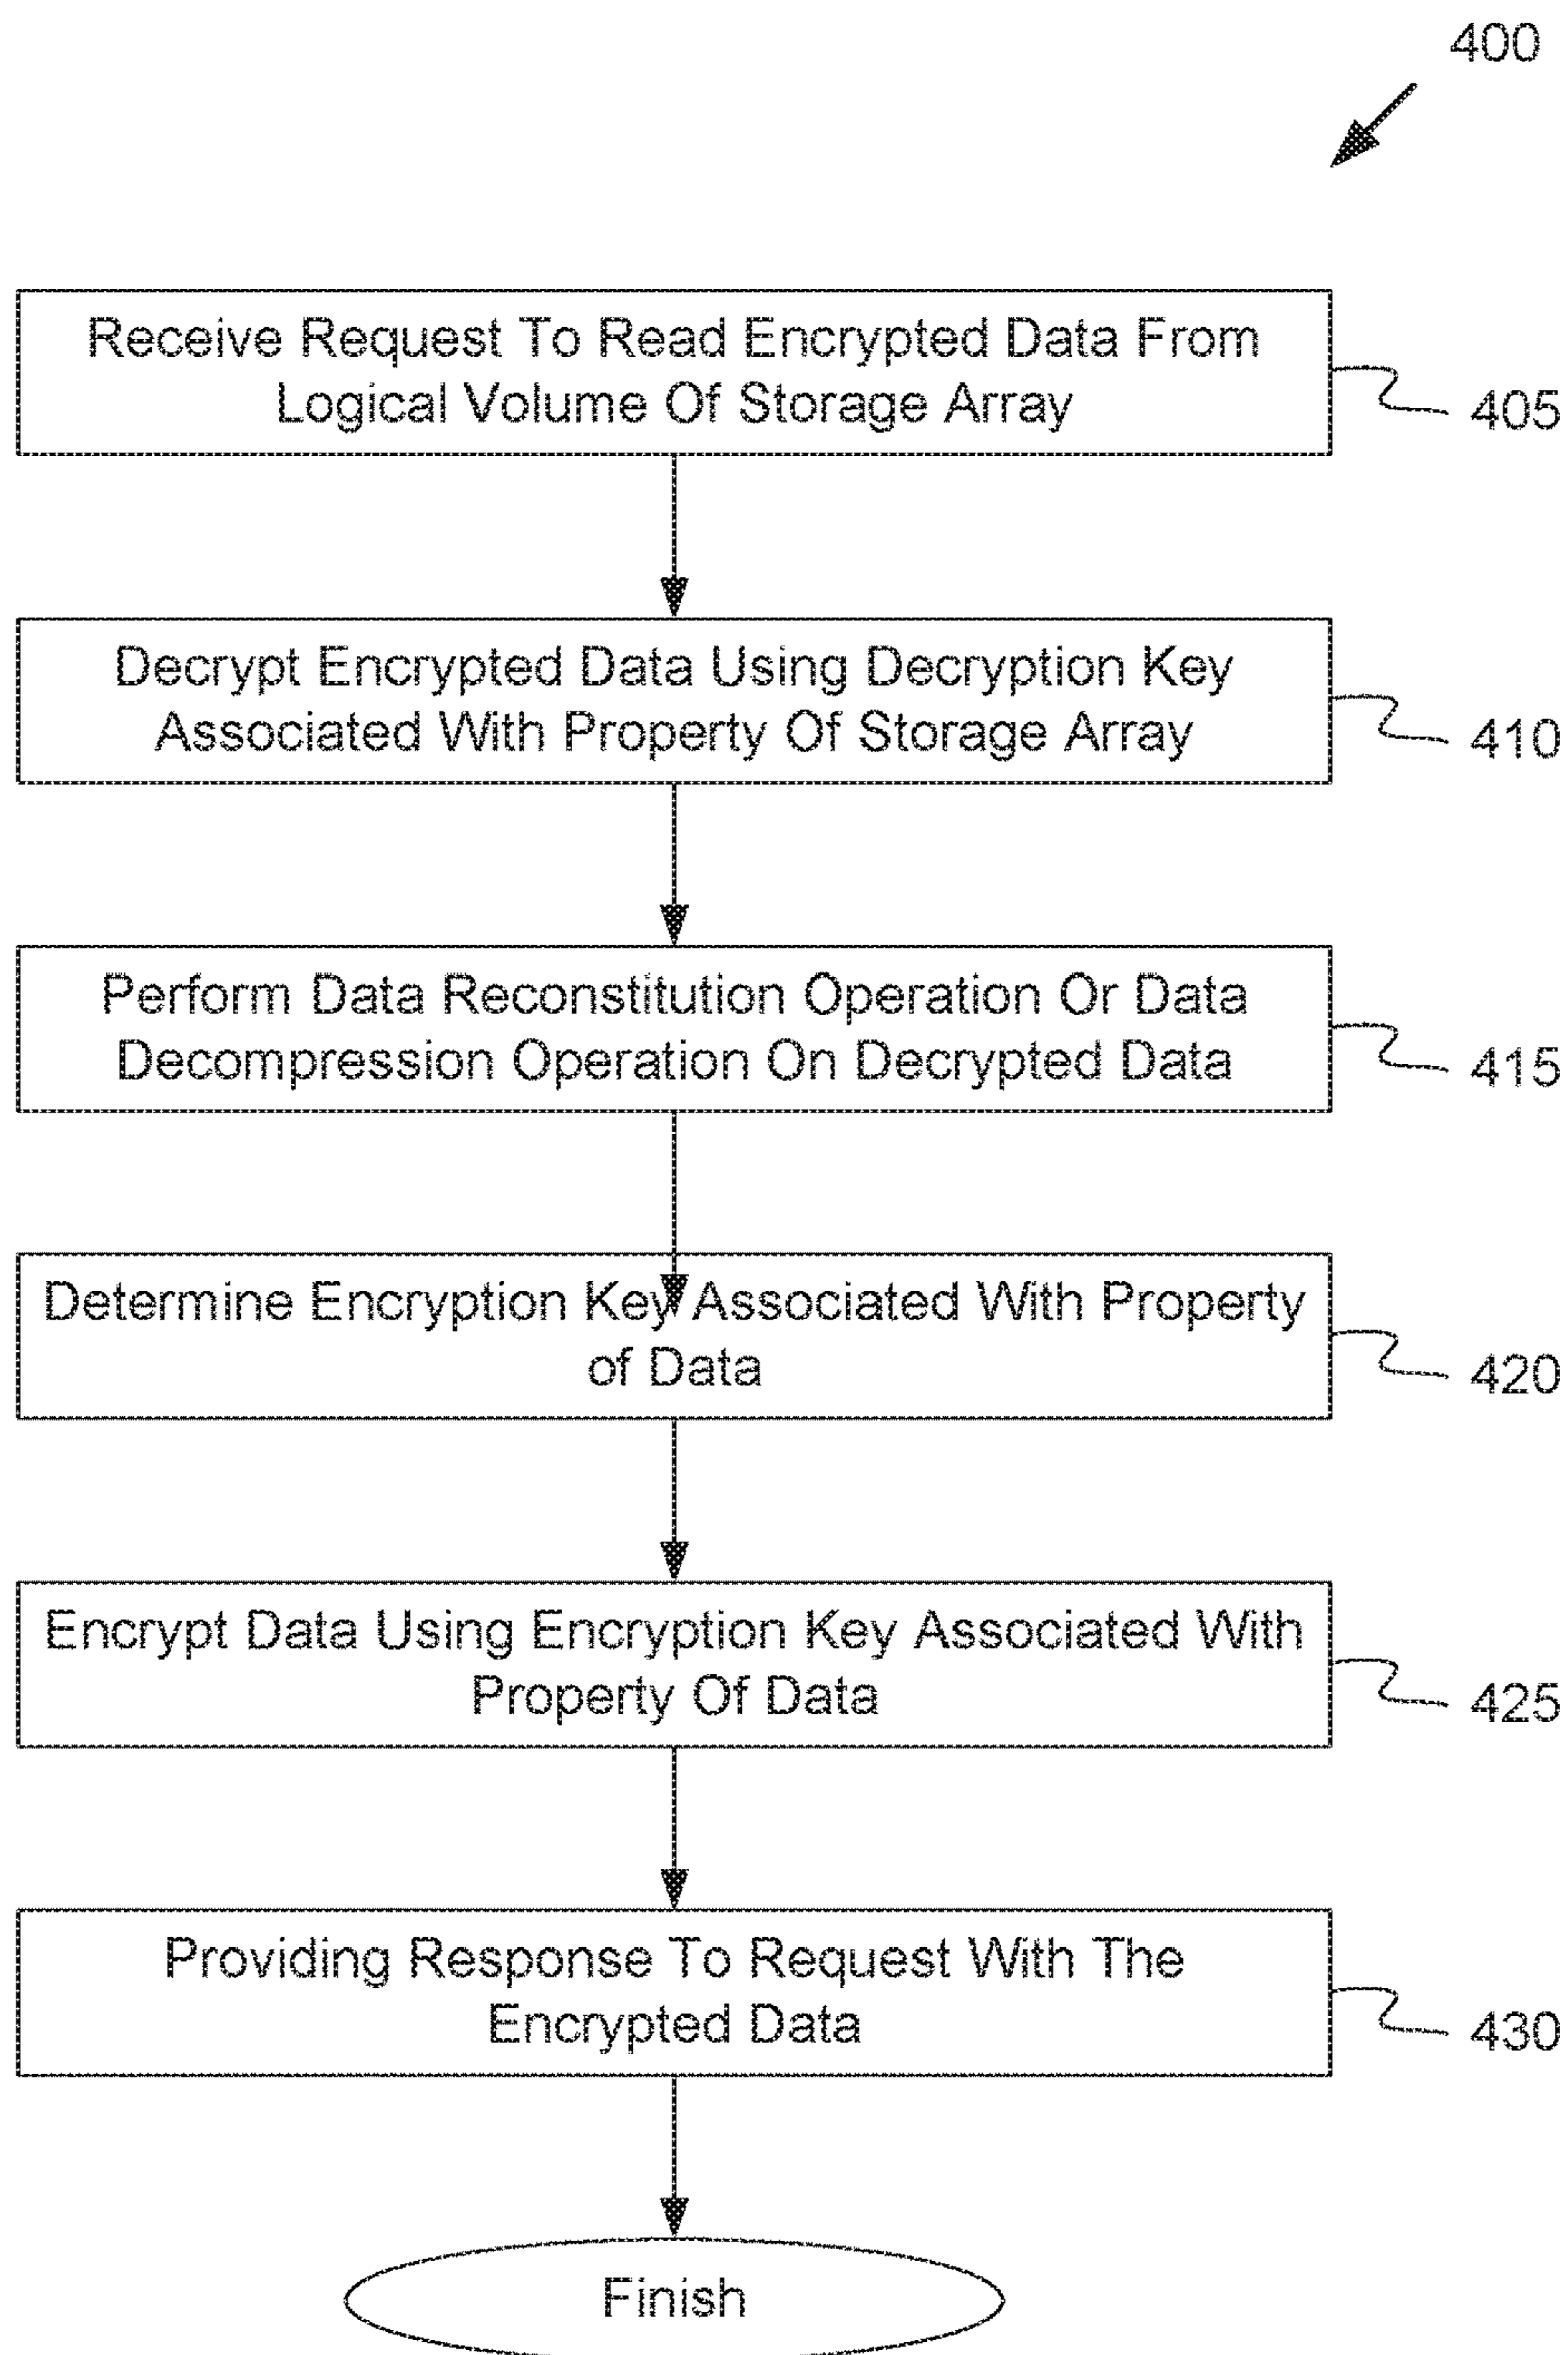 400
Receive Request To Read Encrypted Data From
Logical Volume Of Storage Array
405
Decrypt Encrypted Data Using Decryption Key
Associated With Property Of Storage Array
410
Perform Data Reconstitution Operation Or Data
Decompression Operation On Decrypted Data
415
Determine Encryption Key Associated With Property
of Data
420
Encrypt Data Using Encryption Key Associated With
Property Of Data
425
Providing Response To Request With The
Encrypted Data
430
Finish